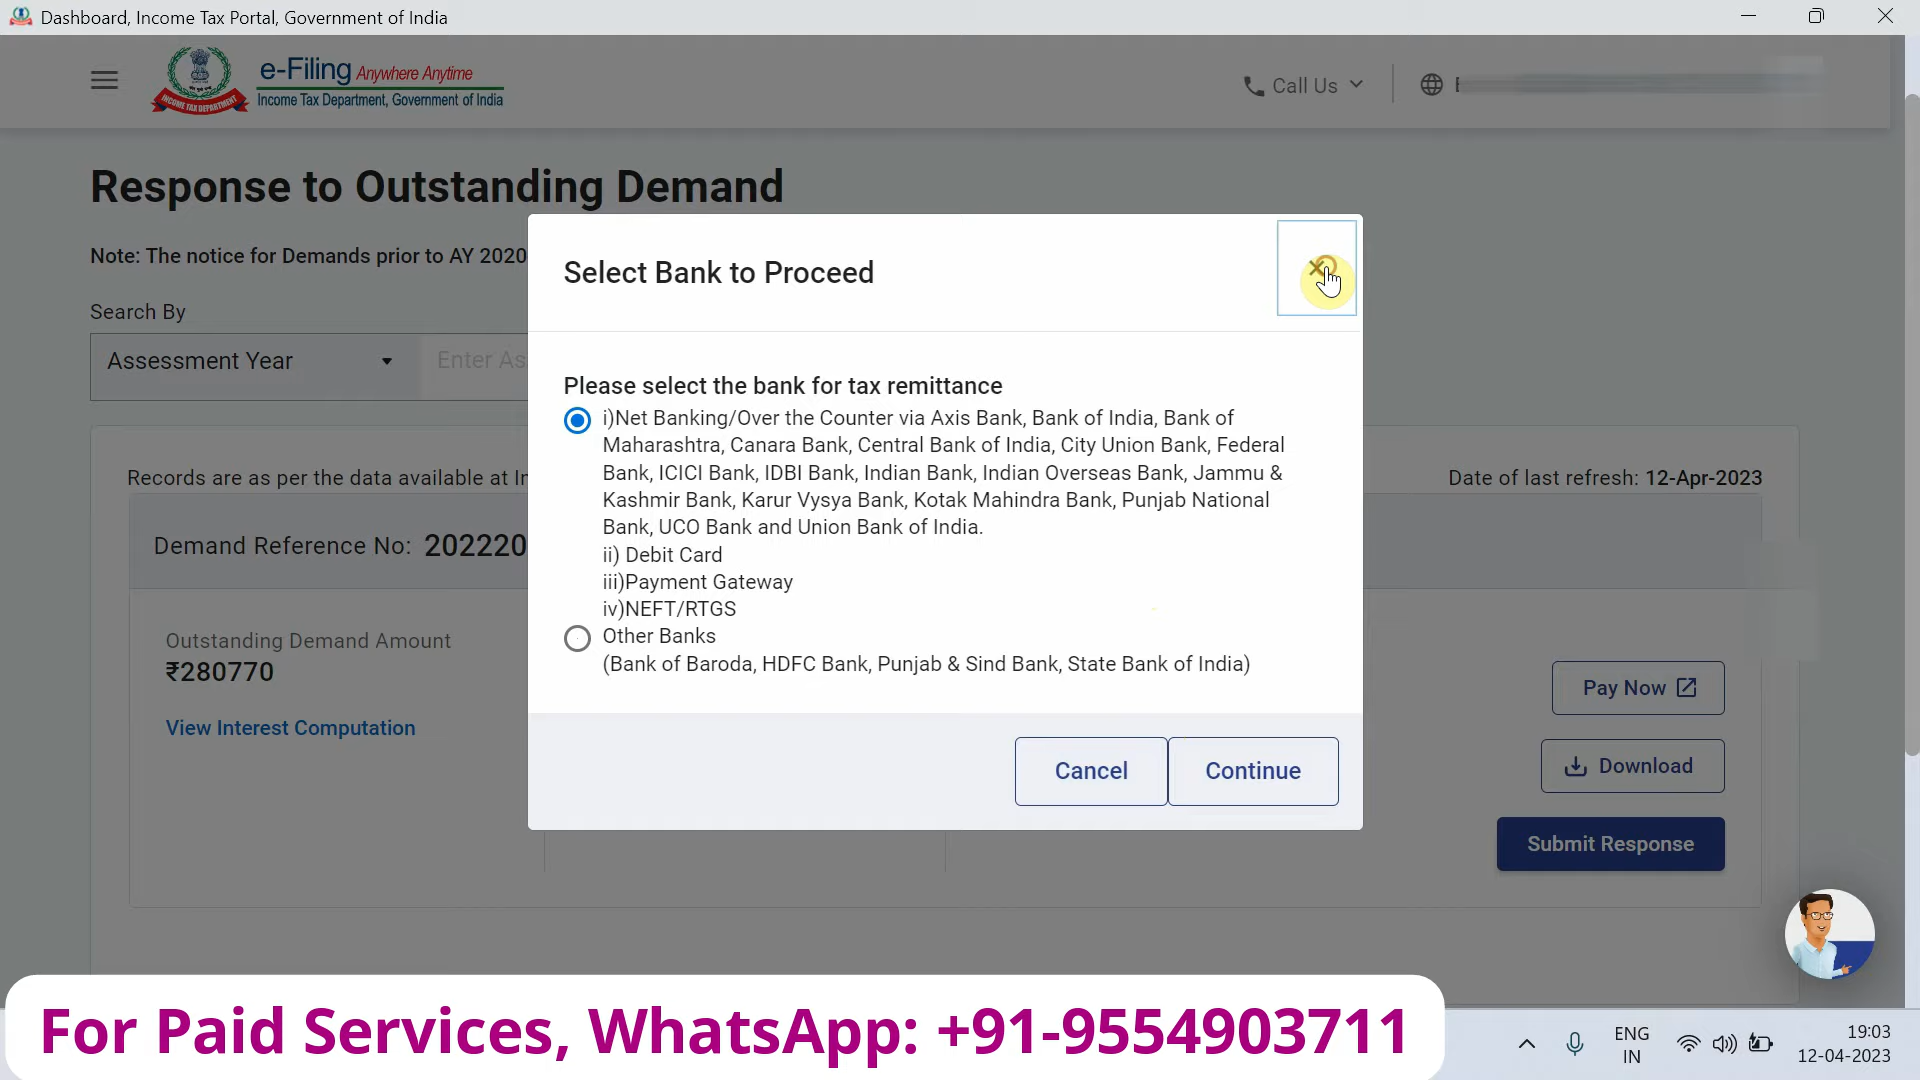 Dashboard, Income Tax Portal, Government of India
e-Filing Anywhere Anytime
Income Tax Department, Government of India
INCOME TAX DEPARTMENT
Call Us
Response to Outstanding Demand
Note: The notice for Demands prior to AY 2020
Search By
Assessment Year
Enter As
Select Bank to Proceed
Please select the bank for tax remittance
i)Net Banking/Over the Counter via Axis Bank, Bank of India, Bank of
Maharashtra, Canara Bank, Central Bank of India, City Union Bank, Federal
Bank, ICICI Bank, IDBI Bank, Indian Bank, Indian Overseas Bank, Jammu &
Kashmir Bank, Karur Vysya Bank, Kotak Mahindra Bank, Punjab National
Bank, UCO Bank and Union Bank of India.
ii) Debit Card
iii)Payment Gateway
iv)NEFT/RTGS
Other Banks
(Bank of Baroda, HDFC Bank, Punjab & Sind Bank, State Bank of India)
Cancel
Continue
Records are as per the data available at
Date of last refresh: 12-Apr-2023
Demand Reference No: 202220
Outstanding Demand Amount
₹280770
View Interest Computation
Pay Now
Download
Submit Response
For Paid Services, WhatsApp: +91-9554903711
ENG
IN
19:03
12-04-2023